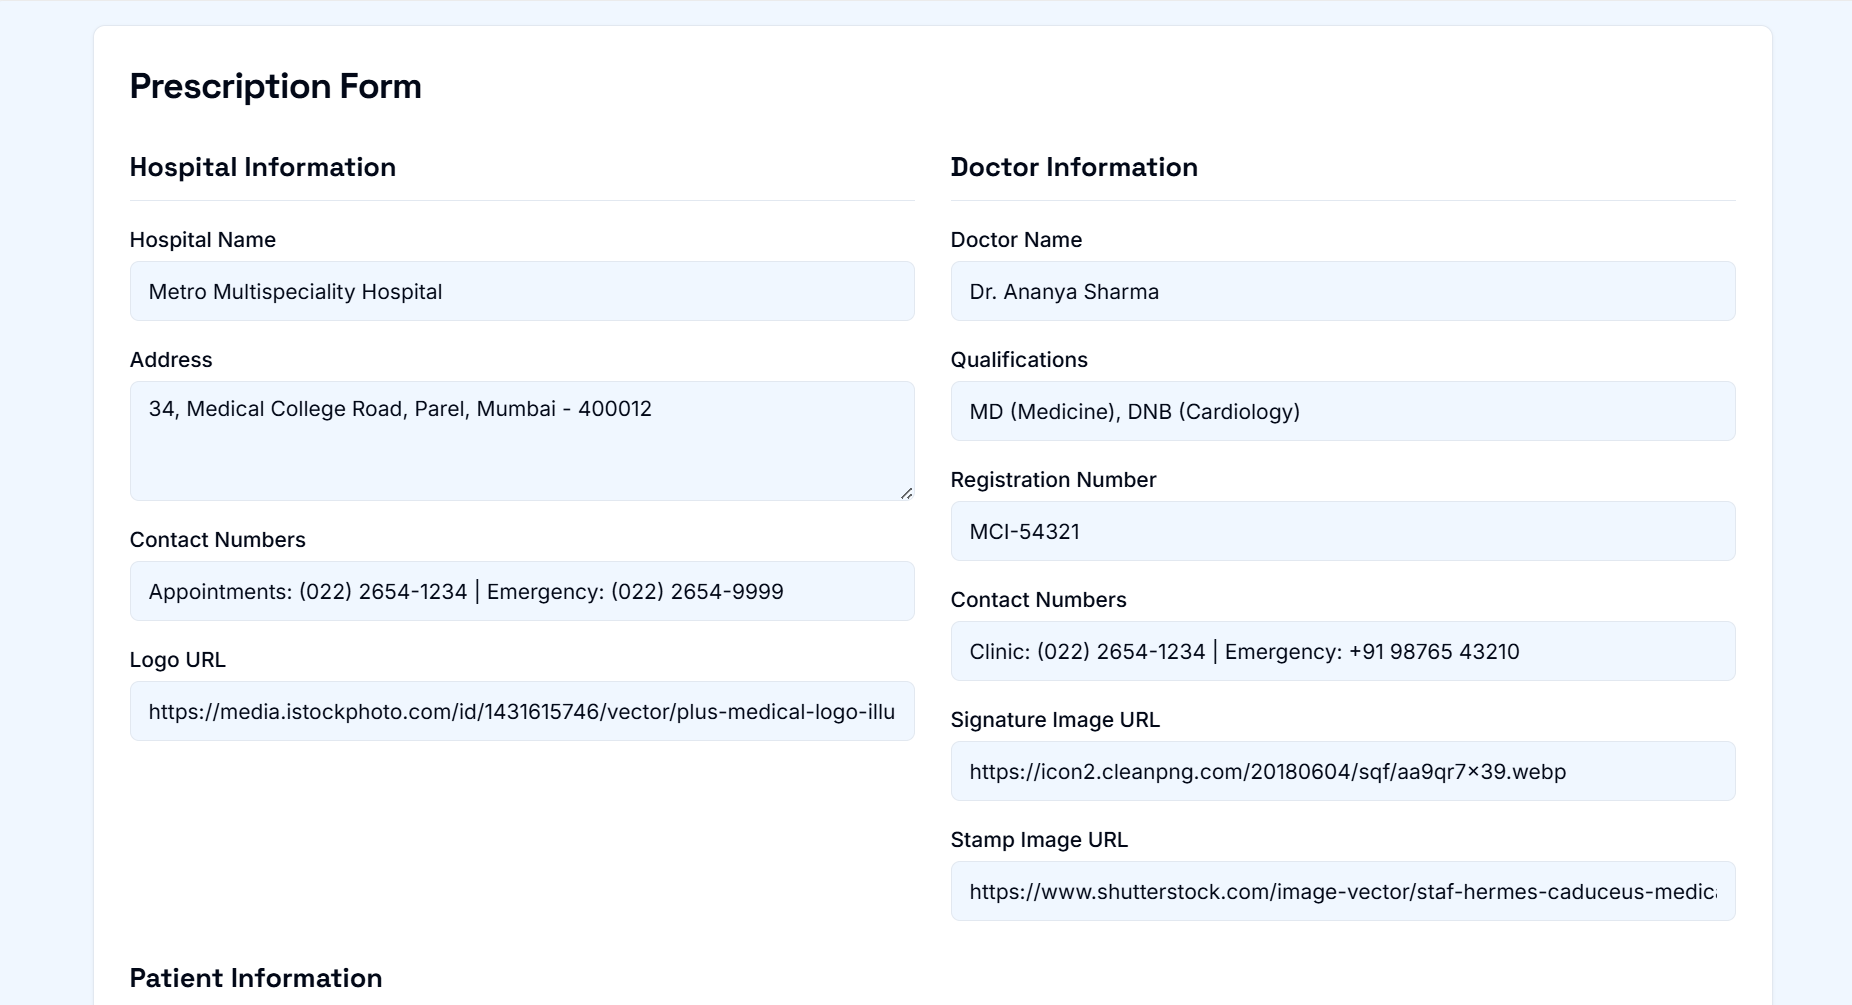 Prescription Form
Hospital Information
Hospital Name
Metro Multispeciality Hospital
Address
34, Medical College Road, Parel, Mumbai - 400012
Contact Numbers
Appointments: (022) 2654-1234 | Emergency: (022) 2654-9999
Logo URL
https://media.istockphoto.com/id/1431615746/vector/plus-medical-logo-illu
Doctor Information
Doctor Name
Dr. Ananya Sharma
Qualifications
MD (Medicine), DNB (Cardiology)
Registration Number
MCI-54321
Contact Numbers
Clinic: (022) 2654-1234 | Emergency: +91 98765 43210
Signature Image URL
https://icon2.cleanpng.com/20180604/sqf/aa9qr7x39.webp
Stamp Image URL
https://www.shutterstock.com/image-vector/staf-hermes-caduceus-medica
Patient Information